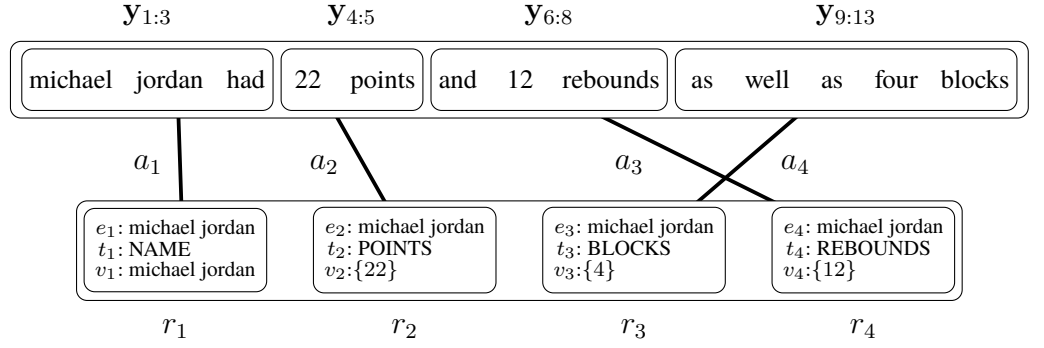 y1:3 y4:5 y6:8 y9:13
michael jordan had 22 points and 12 rebounds as well as four blocks
a1 a2 a3 a4
e1: michael jordan
t1: NAME
v1: michael jordan
e2: michael jordan
t2: POINTS
v2:{22}
e3: michael jordan
t3: BLOCKS
v3:{4}
e4: michael jordan
t4: REBOUNDS
v4:{12}
r1 r2 r3 r4